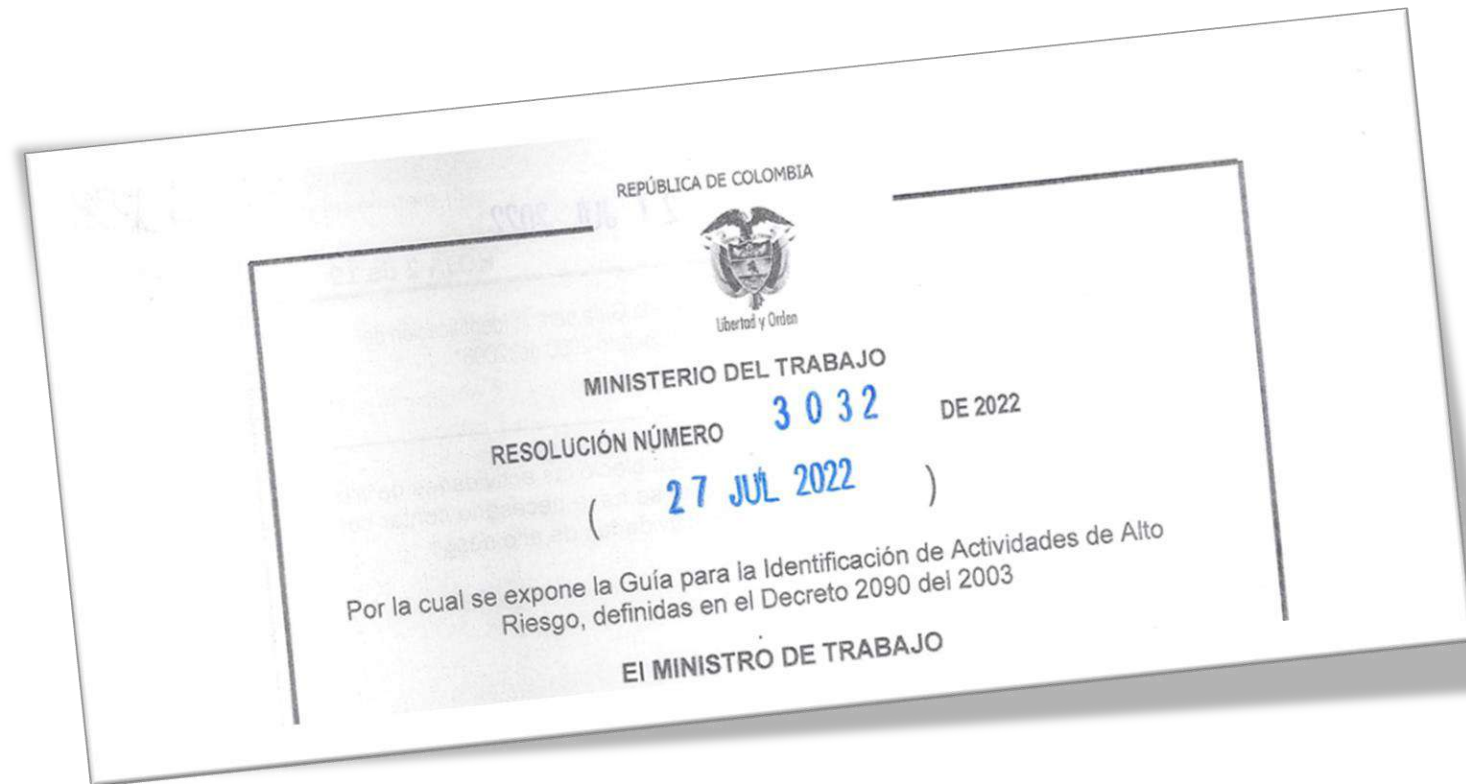 REPÚBLICA DE COLOMBIA
Libertad y Orden
MINISTERIO DEL TRABAJO
RESOLUCIÓN NÚMERO 3032 DE 2022
( 27 JUL 2022 )
Por la cual se expone la Guía para la Identificación de Actividades de Alto
Riesgo, definidas en el Decreto 2090 del 2003
El MINISTRO DE TRABAJO